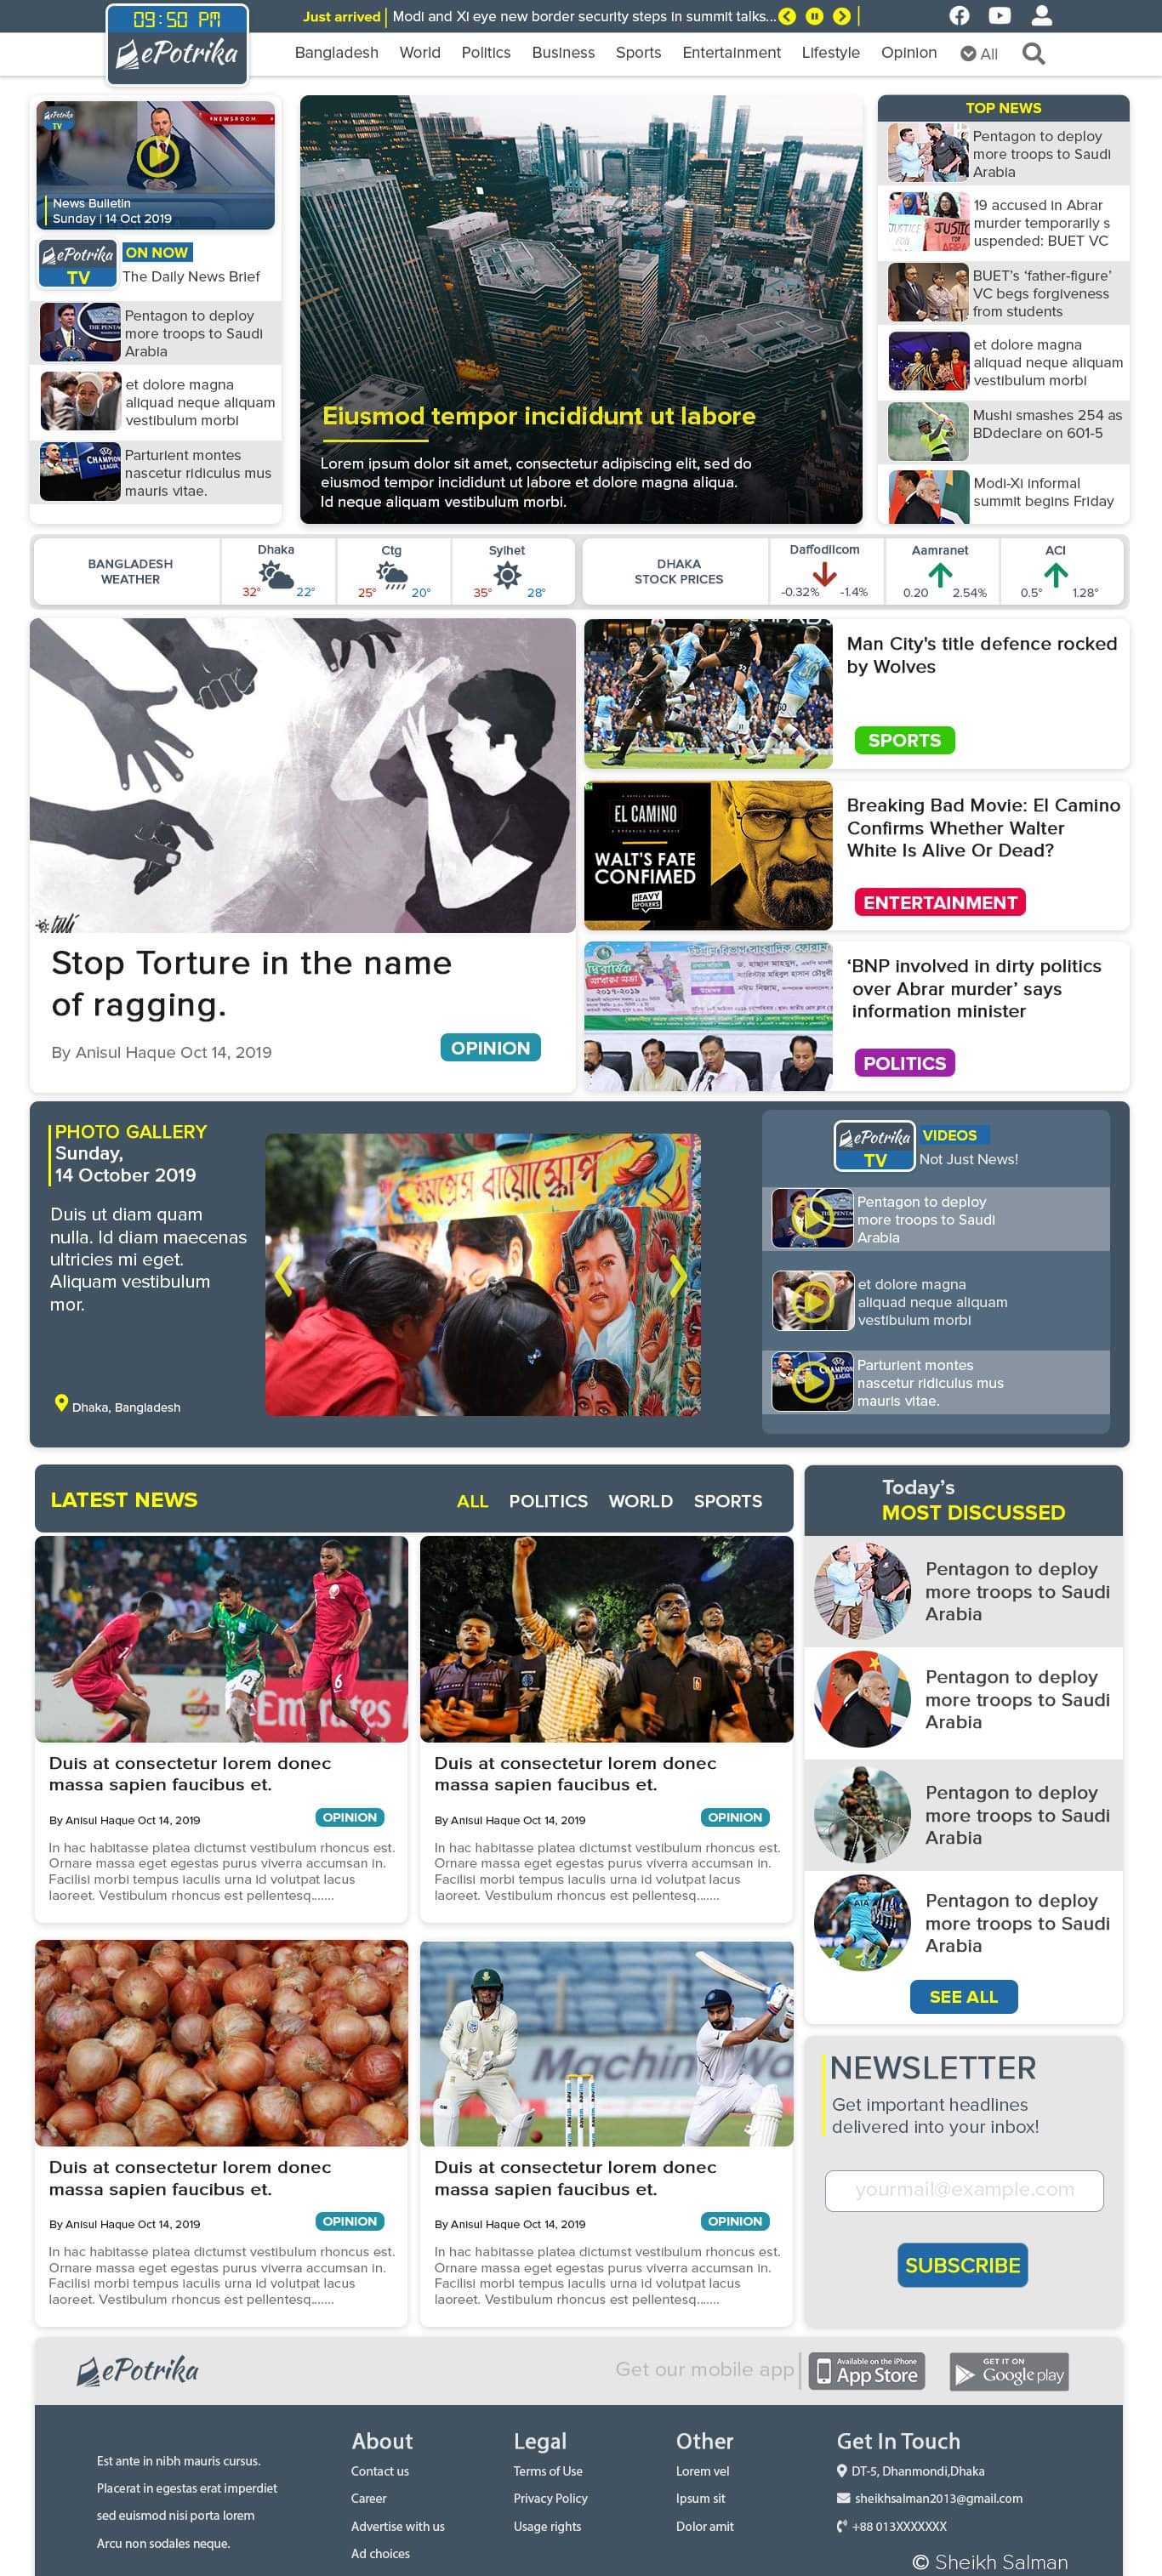 09:50 PM
ePotrika
Just arrived
Modi and Xi eye new border security steps in summit talks...
Bangladesh World Politics Business Sports Entertainment Lifestyle Opinion All
ePotrika
TV
NEWSROOM
News Bulletin
Sunday | 14 Oct 2019
ePotrika
TV
ON NOW
The Daily News Brief
Pentagon to deploy
more troops to Saudi
Arabia
et dolore magna
aliquad neque aliquam
vestibulum morbi
CHAMPIONS
LEAGUE
Parturient montes
nascetur ridiculus mus
mauris vitae.
Eiusmod tempor incididunt ut labore
Lorem ipsum dolor sit amet, consectetur adipiscing elit, sed do
eiusmod tempor incididunt ut labore et dolore magna aliqua.
Id neque aliquam vestibulum morbi.
TOP NEWS
Pentagon to deploy
more troops to Saudi
Arabia
19 accused in Abrar
murder temporarily s
uspended: BUET VC
BUET's ‘father-figure’
VC begs forgiveness
from students
et dolore magna
aliquad neque aliquam
vestibulum morbi
Mushi smashes 254 as
BDdeclare on 601-5
Modi-Xi informal
summit begins Friday
BANGLADESH
WEATHER
Dhaka
32° 22°
Ctg
25° 20°
Sylhet
35° 28°
DHAKA
STOCK PRICES
Daffodilcom
-0.32% -1.4%
Aamranet
0.20 2.54%
ACI
0.5° 1.28°
Stop Torture in the name
of ragging.
By Anisul Haque Oct 14, 2019
OPINION
Man City's title defence rocked
by Wolves
SPORTS
EL CAMINO
WALT'S FATE
CONFIMED
HEAVY
SPOILERS
Breaking Bad Movie: El Camino
Confirms Whether Walter
White Is Alive Or Dead?
ENTERTAINMENT
২০১৭-২০১৯
‘BNP involved in dirty politics
over Abrar murder’ says
information minister
POLITICS
PHOTO GALLERY
Sunday,
14 October 2019
Duis ut diam quam
nulla. Id diam maecenas
ultricies mi eget.
Aliquam vestibulum
mor.
Dhaka, Bangladesh
বায়োস্কোপ
ePotrika
TV
VIDEOS
Not Just News!
Pentagon to deploy
more troops to Saudi
Arabia
et dolore magna
aliquad neque aliquam
vestibulum morbi
Parturient montes
nascetur ridiculus mus
mauris vitae.
LATEST NEWS
ALL POLITICS WORLD SPORTS
12
12
6
Emirates
Duis at consectetur lorem donec
massa sapien faucibus et.
By Anisul Haque Oct 14, 2019
OPINION
In hac habitasse platea dictumst vestibulum rhoncus est.
Ornare massa eget egestas purus viverra accumsan in.
Facilisi morbi tempus iaculis urna id volutpat lacus
laoreet. Vestibulum rhoncus est pellentesq.......
Duis at consectetur lorem donec
massa sapien faucibus et.
By Anisul Haque Oct 14, 2019
OPINION
In hac habitasse platea dictumst vestibulum rhoncus est.
Ornare massa eget egestas purus viverra accumsan in.
Facilisi morbi tempus iaculis urna id volutpat lacus
laoreet. Vestibulum rhoncus est pellentesq.......
Duis at consectetur lorem donec
massa sapien faucibus et.
By Anisul Haque Oct 14, 2019
OPINION
In hac habitasse platea dictumst vestibulum rhoncus est.
Ornare massa eget egestas purus viverra accumsan in.
Facilisi morbi tempus iaculis urna id volutpat lacus
laoreet. Vestibulum rhoncus est pellentesq.......
Duis at consectetur lorem donec
massa sapien faucibus et.
By Anisul Haque Oct 14, 2019
OPINION
In hac habitasse platea dictumst vestibulum rhoncus est.
Ornare massa eget egestas purus viverra accumsan in.
Facilisi morbi tempus iaculis urna id volutpat lacus
laoreet. Vestibulum rhoncus est pellentesq.......
Today's
MOST DISCUSSED
Pentagon to deploy
more troops to Saudi
Arabia
Pentagon to deploy
more troops to Saudi
Arabia
Pentagon to deploy
more troops to Saudi
Arabia
AIA
Pentagon to deploy
more troops to Saudi
Arabia
SEE ALL
NEWSLETTER
Get important headlines
delivered into your inbox!
yourmail@example.com
SUBSCRIBE
ePotrika
Get our mobile app
Available on the iPhone
App Store
GET IT ON
Google play
Est ante in nibh mauris cursus.
Placerat in egestas erat imperdiet
sed euismod nisi porta lorem
Arcu non sodales neque.
About
Contact us
Career
Advertise with us
Ad choices
Legal
Terms of Use
Privacy Policy
Usage rights
Other
Lorem vel
Ipsum sit
Dolor amit
Get In Touch
DT-5, Dhanmondi,Dhaka
sheikhsalman2013@gmail.com
+88 013XXXXXXX
© Sheikh Salman